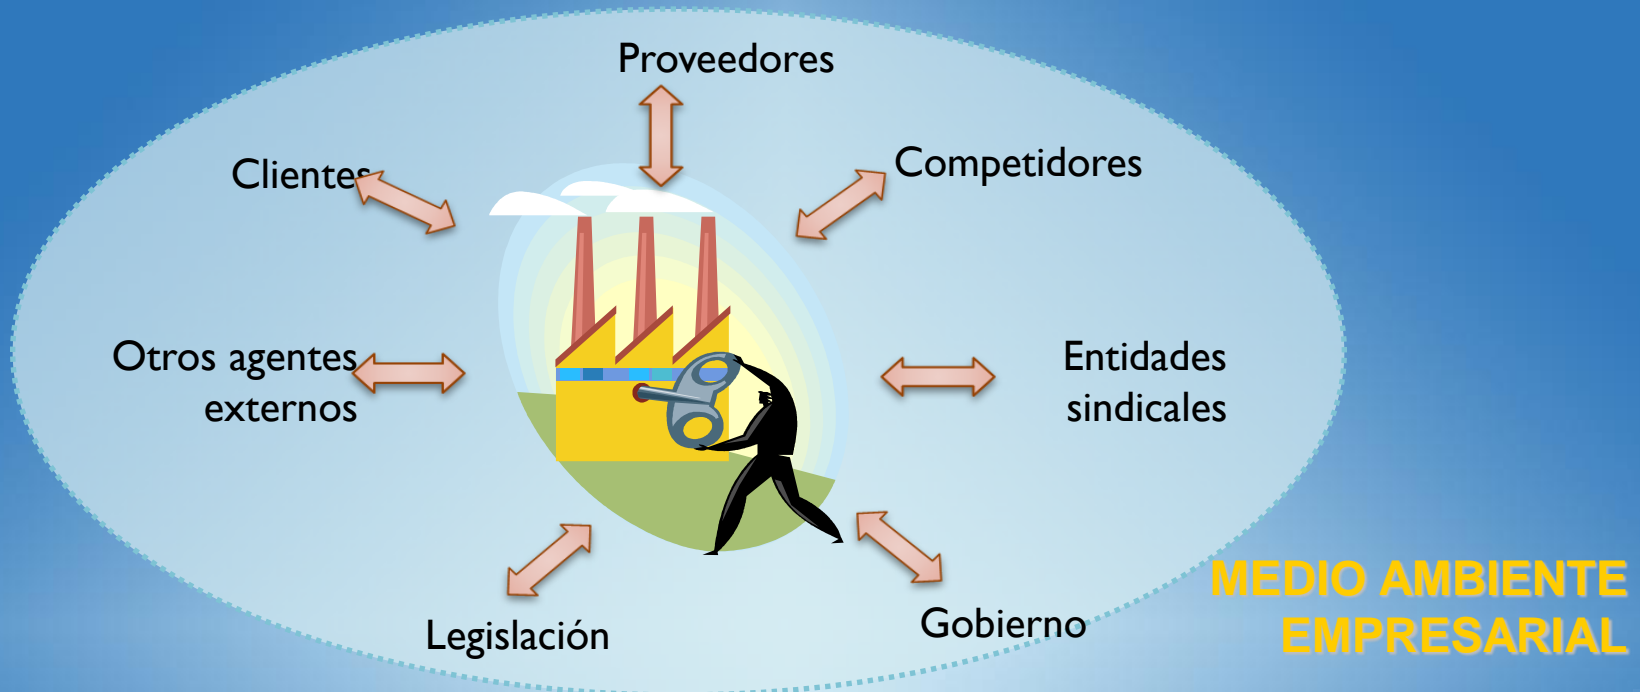 Proveedores
Clientes
Competidores
Otros agentes
externos
Entidades
sindicales
Legislación
Gobierno
MEDIO AMBIENTE
EMPRESARIAL